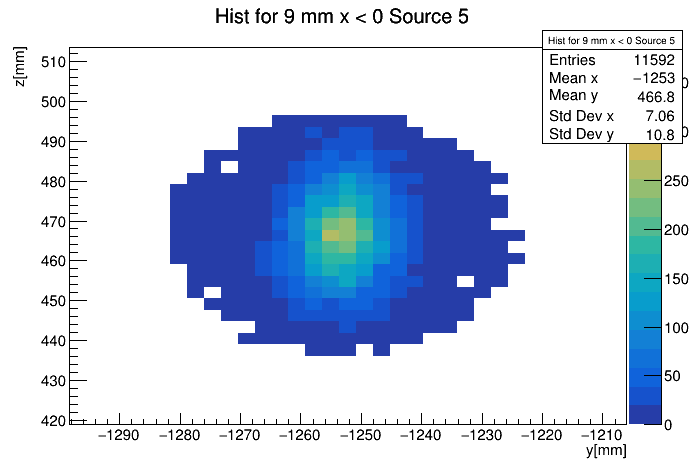 Hist for 9 mm x < 0 Source 5
Hist for 9 mm x < 0 Source 5
Entries 11592
Mean x −1253
Mean y 466.8
Std Dev x 7.06
Std Dev y 10.8
z[mm]
510
500
490
480
470
460
450
440
430
420
−1290 −1280 −1270 −1260 −1250 −1240 −1230 −1220 −1210
y[mm]
250
200
150
100
50
0